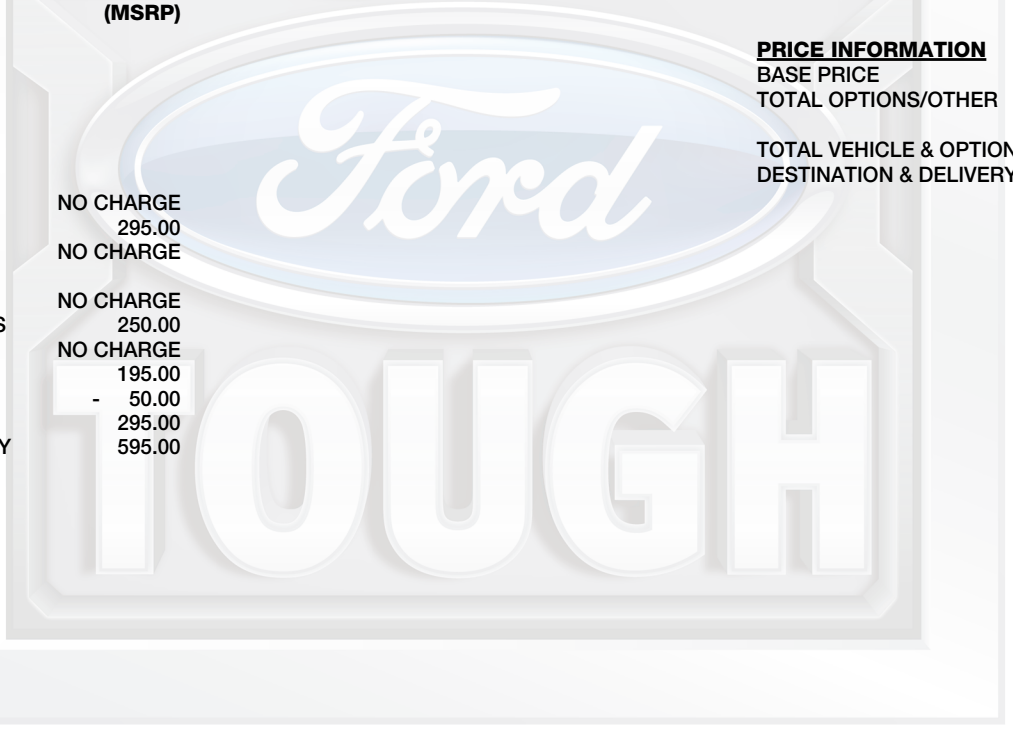 (MSRP)
PRICE INFORMATION
BASE PRICE
TOTAL OPTIONS/OTHER
TOTAL VEHICLE & OPTION
DESTINATION & DELIVERY
NO CHARGE
295.00
NO CHARGE
NO CHARGE
S 250.00
NO CHARGE
195.00
- 50.00
295.00
Y 595.00
Ford
TOUGH